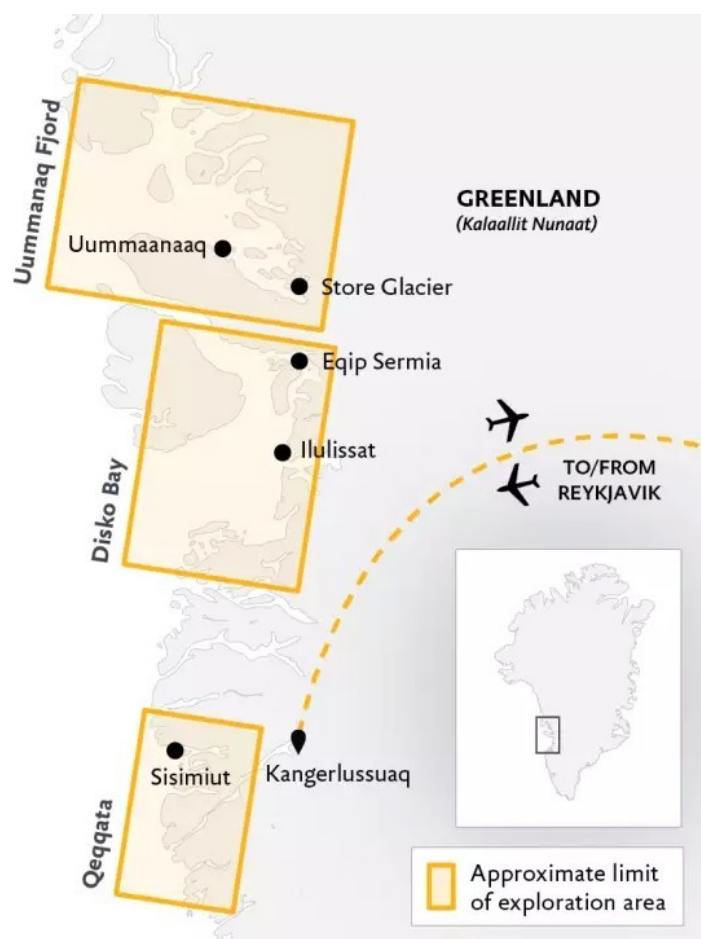 Uummanaq Fjord
GREENLAND
(Kalaallit Nunaat)
Uummaanaaq
Store Glacier
Eqip Sermia
Ilulissat
Disko Bay
TO/FROM
REYKJAVIK
Sisimiut
Kangerlussuaq
Qeqqata
Approximate limit
of exploration area